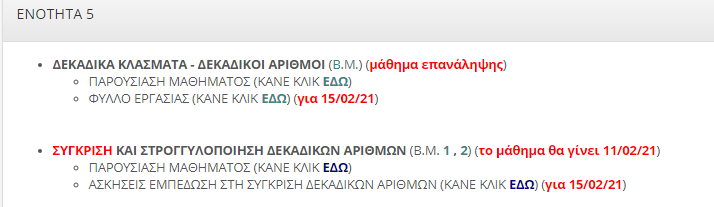 ΕΝΟΤΗΤΑ 5
ΔΕΚΑΔΙΚΑ ΚΛΑΣΜΑΤΑ - ΔΕΚΑΔΙΚΟΙ ΑΡΙΘΜΟΙ (Β.Μ.) (μάθημα επανάληψης)
ΠΑΡΟΥΣΙΑΣΗ ΜΑΘΗΜΑΤΟΣ (ΚΑΝΕ ΚΛΙΚ ΕΔΩ)
ΦΥΛΛΟ ΕΡΓΑΣΙΑΣ (ΚΑΝΕ ΚΛΙΚ ΕΔΩ) (για 15/02/21)
ΣΥΓΚΡΙΣΗ ΚΑΙ ΣΤΡΟΓΓΥΛΟΠΟΙΗΣΗ ΔΕΚΑΔΙΚΩΝ ΑΡΙΘΜΩΝ (Β.Μ. 1 , 2) (το μάθημα θα γίνει 11/02/21)
ΠΑΡΟΥΣΙΑΣΗ ΜΑΘΗΜΑΤΟΣ (ΚΑΝΕ ΚΛΙΚ ΕΔΩ)
ΑΣΚΗΣΕΙΣ ΕΜΠΕΔΩΣΗ ΣΤΗ ΣΥΓΚΡΙΣΗ ΔΕΚΑΔΙΚΩΝ ΑΡΙΘΜΩΝ (ΚΑΝΕ ΚΛΙΚ ΕΔΩ) (για 15/02/21)